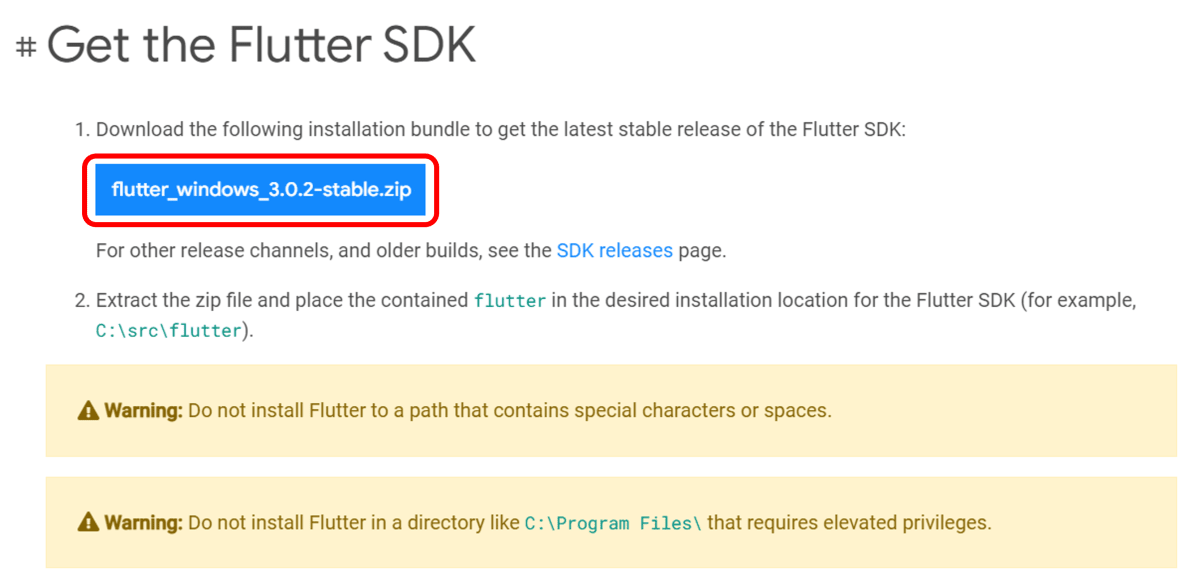 # Get the Flutter SDK
1. Download the following installation bundle to get the latest stable release of the Flutter SDK:
flutter_windows_3.0.2-stable.zip
For other release channels, and older builds, see the SDK releases page.
2. Extract the zip file and place the contained flutter in the desired installation location for the Flutter SDK (for example,
C:\src\flutter).
Warning: Do not install Flutter to a path that contains special characters or spaces.
Warning: Do not install Flutter in a directory like C:\Program Files\ that requires elevated privileges.